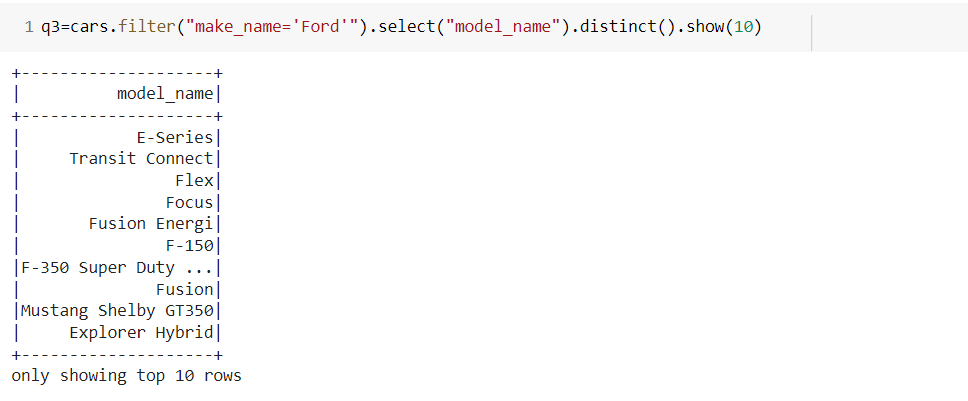 1 q3=cars.filter("make_name='Ford'").select("model_name").distinct().show(10)
+--------------------+
|          model_name|
+--------------------+
|            E-Series|
|     Transit Connect|
|                Flex|
|               Focus|
|       Fusion Energi|
|               F-150|
|F-350 Super Duty ...|
|              Fusion|
|Mustang Shelby GT350|
|     Explorer Hybrid|
+--------------------+
only showing top 10 rows